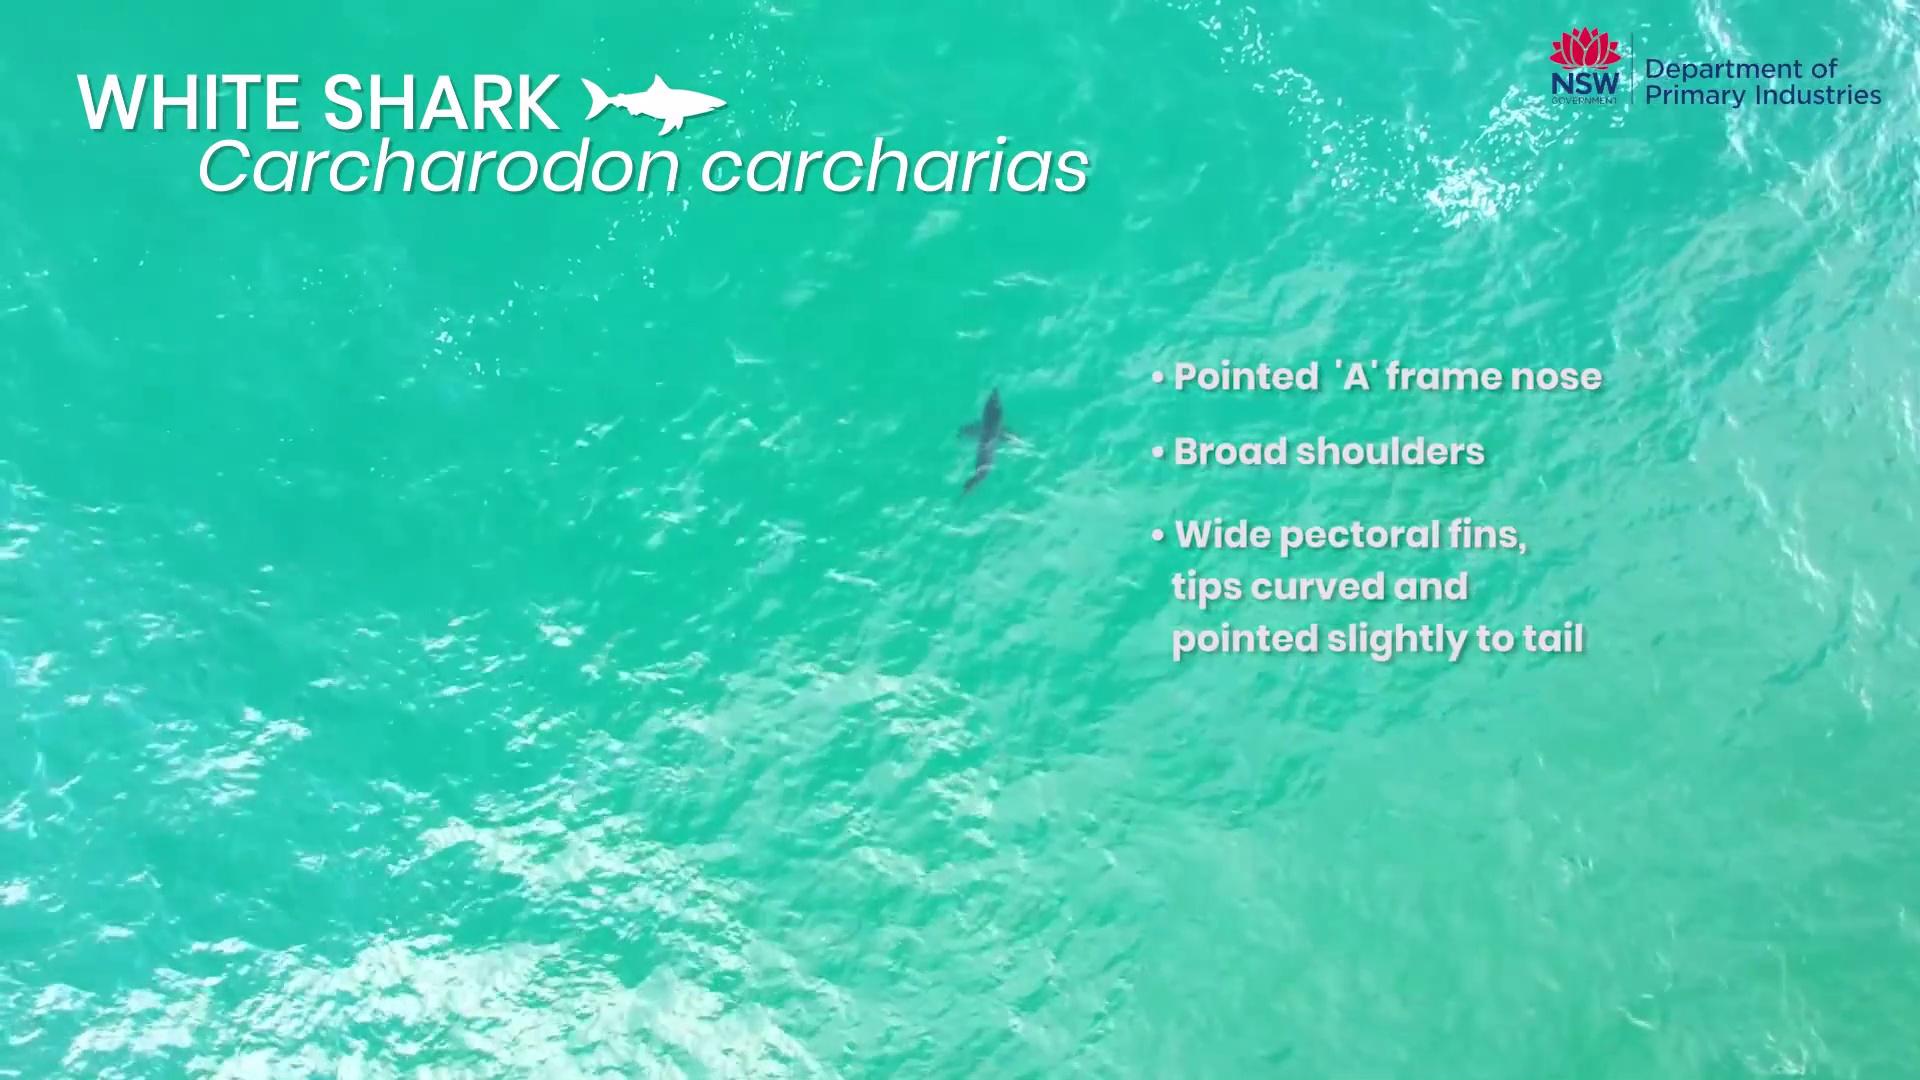 WHITE SHARK
Carcharodon carcharias
NSW
GOVERNMENT
Department of
Primary Industries
• Pointed 'A' frame nose
• Broad shoulders
• Wide pectoral fins,
tips curved and
pointed slightly to tail